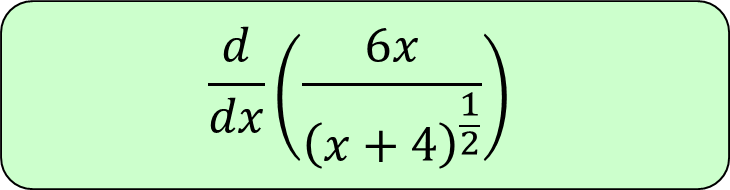 d/dx (6x/(x + 4)^(1/2))